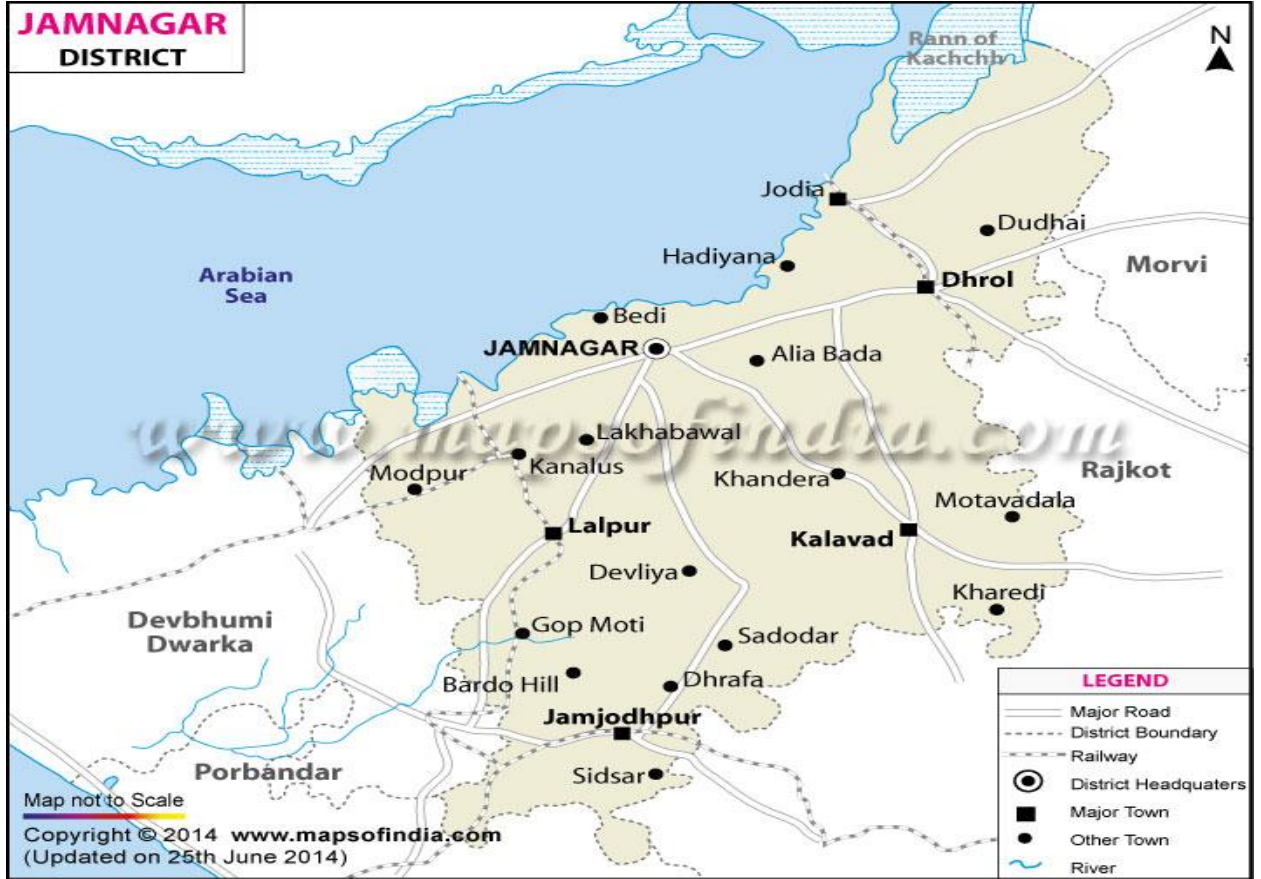 JAMNAGAR
DISTRICT
Rann of
Kachchh
N
Jodia
Dudhai
Hadiyana
Morvi
Arabian
Sea
Dhrol
Bedi
JAMNAGAR
Alia Bada
www.mapsofindia.com
Lakhabawal
Kanalus
Modpur
Khandera
Rajkot
Motavadala
Lalpur
Kalavad
Devliya
Kharedi
Devbhumi
Dwarka
Gop Moti
Sadodar
Bardo Hill
Dhrafa
Jamjodhpur
Porbandar
Sidsar
LEGEND
Major Road
District Boundary
Railway
District Headquaters
Major Town
Other Town
River
Map not to Scale
Copyright © 2014 www.mapsofindia.com
(Updated on 25th June 2014)